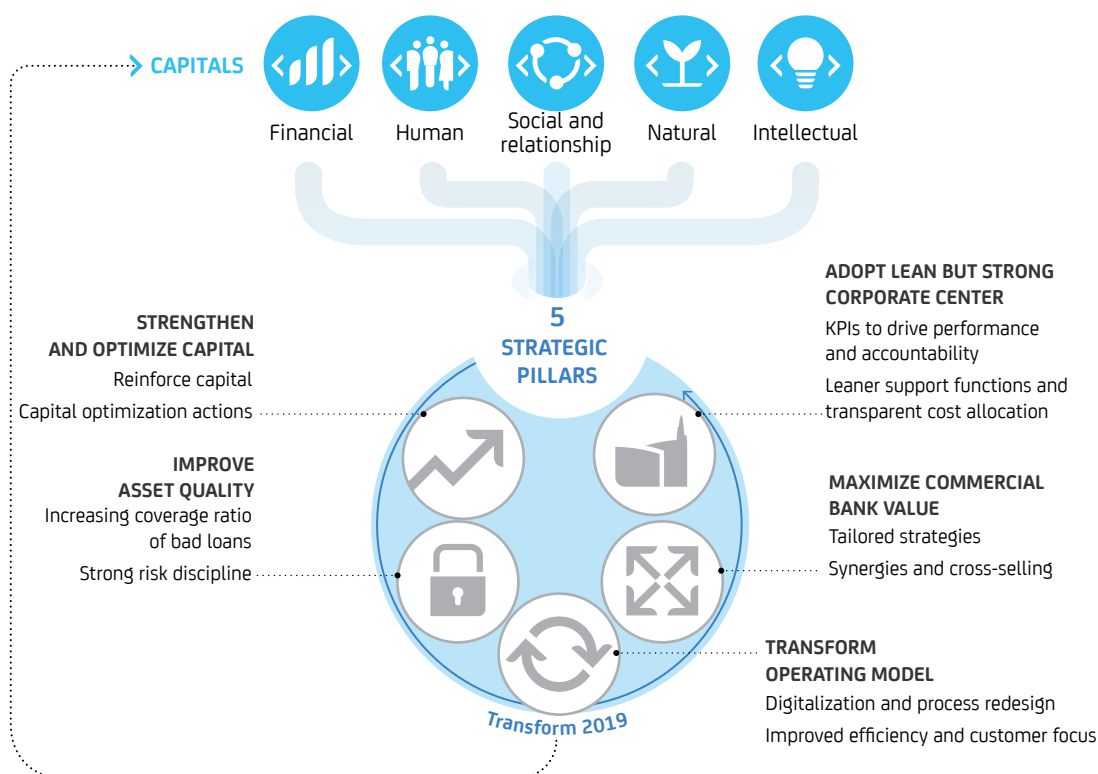 CAPITALS
Financial
Human
Social and
relationship
Natural
Intellectual
5
STRATEGIC
PILLARS
STRENGTHEN
AND OPTIMIZE CAPITAL
Reinforce capital
Capital optimization actions
IMPROVE
ASSET QUALITY
Increasing coverage ratio
of bad loans
Strong risk discipline
ADOPT LEAN BUT STRONG
CORPORATE CENTER
KPIs to drive performance
and accountability
Leaner support functions and
transparent cost allocation
MAXIMIZE COMMERCIAL
BANK VALUE
Tailored strategies
Synergies and cross-selling
TRANSFORM
OPERATING MODEL
Digitalization and process redesign
Improved efficiency and customer focus
Transform 2019